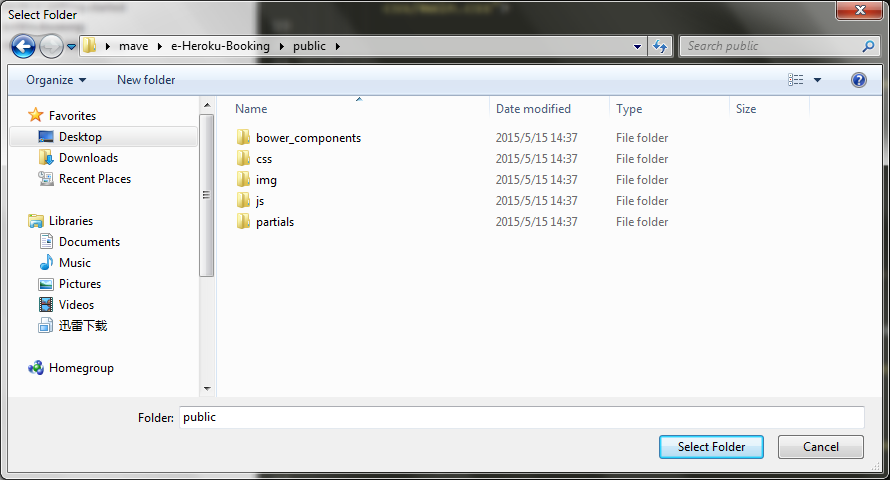 Select Folder
css/main.css">
mave e-Heroku-Booking public
Search public
Organize New folder
Favorites
Desktop
Downloads
Recent Places
Libraries
Documents
Music
Pictures
Videos
迅雷下载
Homegroup
Name Date modified Type Size
bower_components 2015/5/15 14:37 File folder
css 2015/5/15 14:37 File folder
img 2015/5/15 14:37 File folder
js 2015/5/15 14:37 File folder
partials 2015/5/15 14:37 File folder
Folder: public
Select Folder Cancel